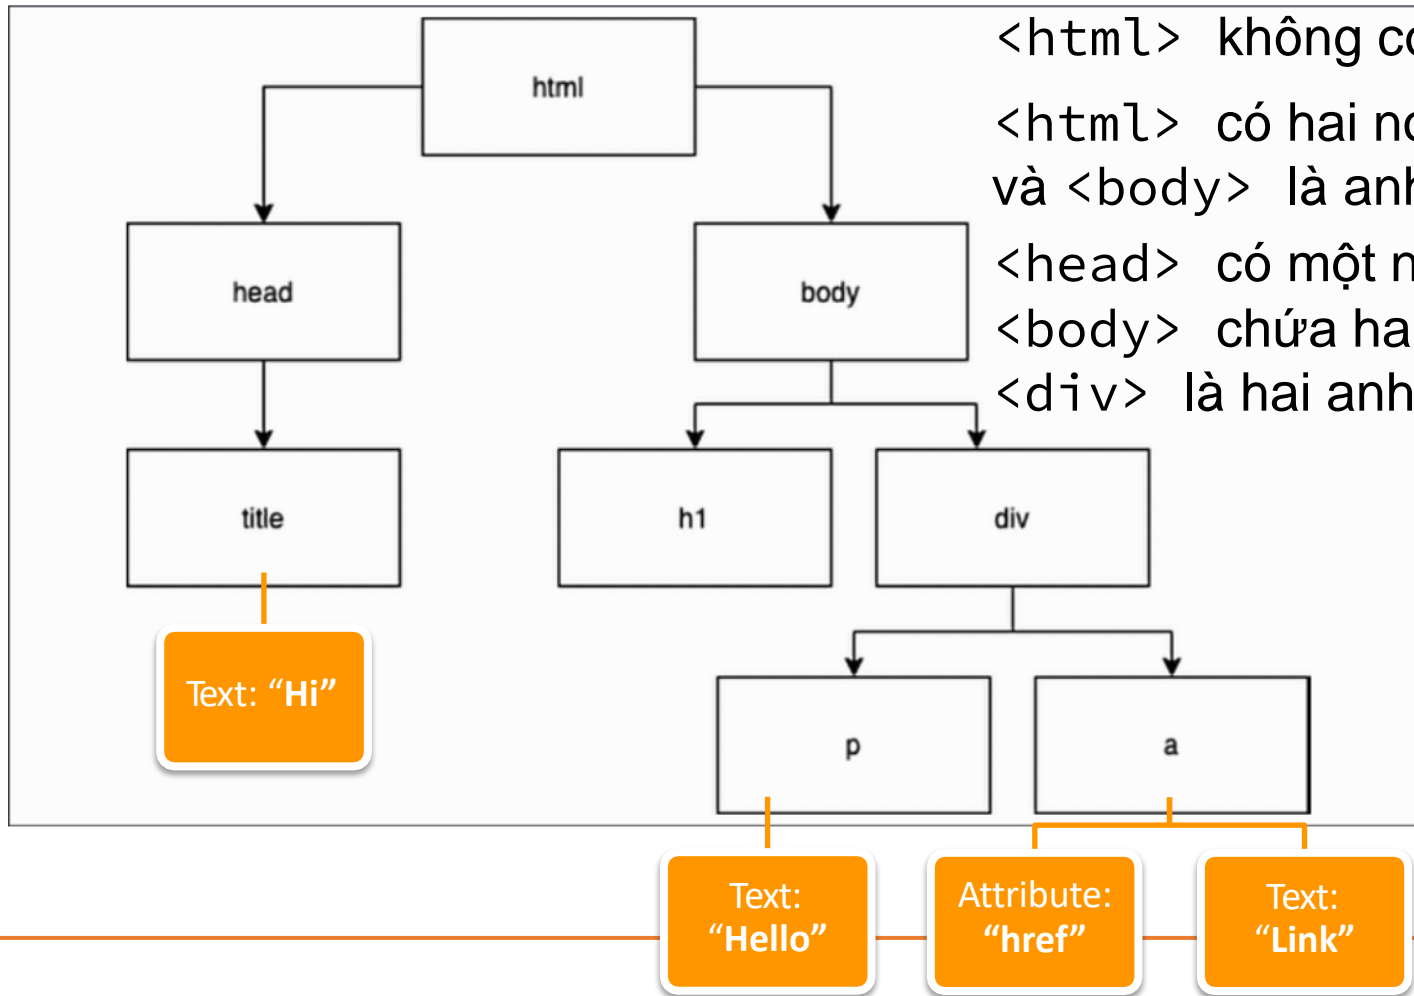 html
<html> không có
<html> có hai
và <body> là anh
head
body
<head> có một
<body> chứa
<div> là hai anh
title
h1
div
Text: “Hi”
p
a
Text:
“Hello”
Attribute:
“href”
Text:
“Link”